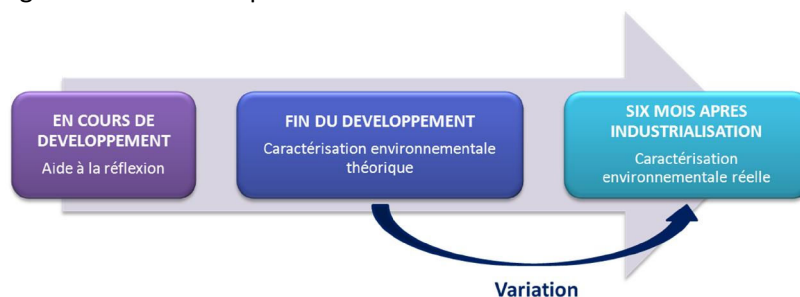 EN COURS DE
DEVELOPPEMENT
Aide à la réflexion
FIN DU DEVELOPPEMENT
Caractérisation environnementale
théorique
SIX MOIS APRES
INDUSTRIALISATION
Caractérisation
environnementale réelle
Variation